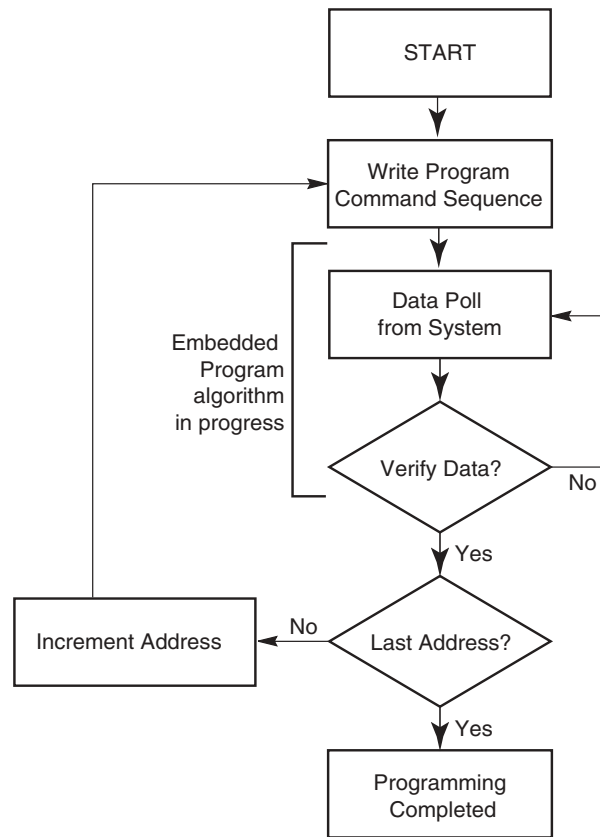 START
Write Program
Command Sequence
Data Poll
from System
Embedded
Program
algorithm
in progress
Verify Data?
No
Yes
Increment Address
No
Last Address?
Yes
Programming
Completed